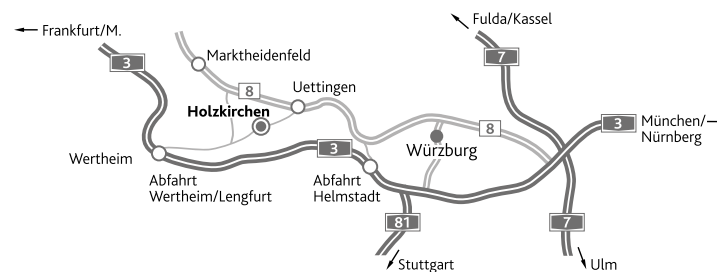 Fulda/Kassel
Frankfurt/M.
7
Marktheidenfeld
3
Uettingen
8
Holzkirchen
3
München/
Nürnberg
8
Würzburg
3
Wertheim
Abfahrt
Wertheim/Lengfurt
Abfahrt
Helmstadt
81
7
Stuttgart
Ulm